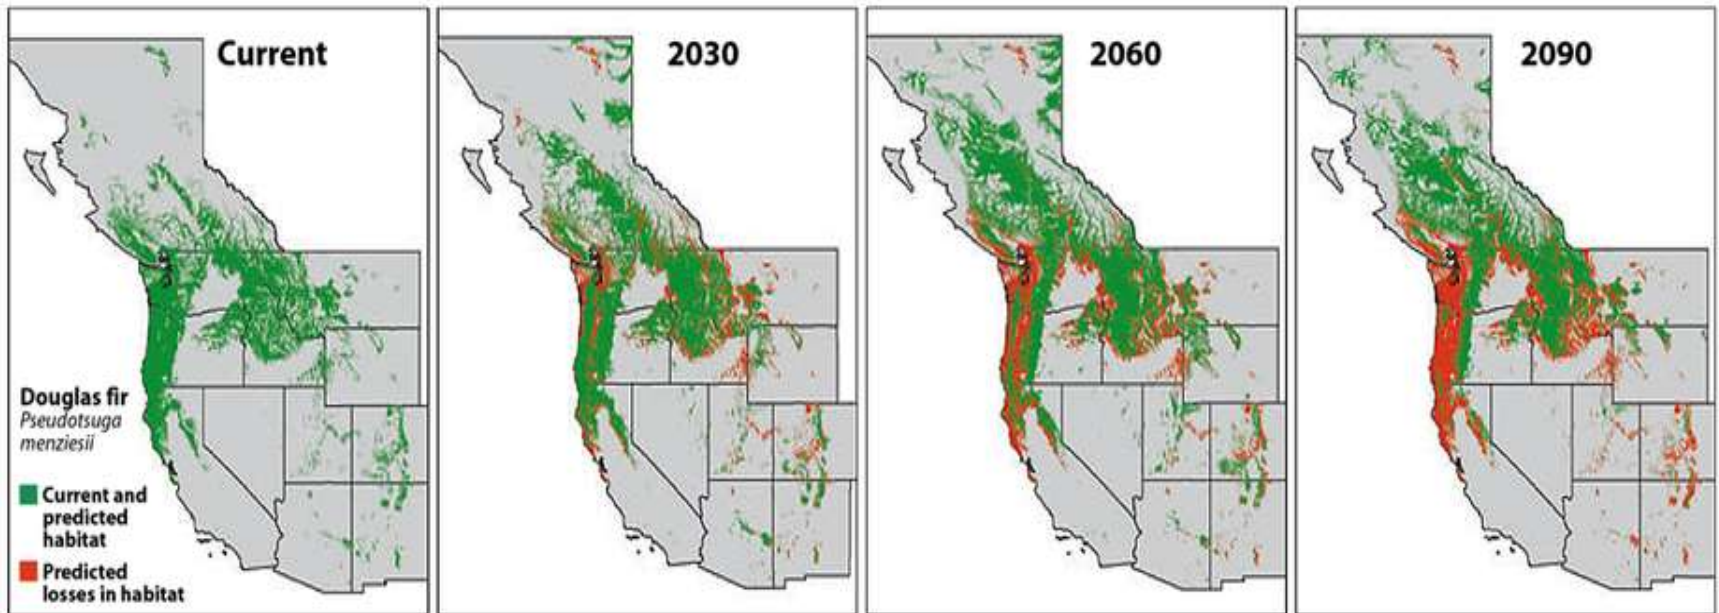 Current
2030
2060
2090
Douglas fir
Pseudotsuga
menziesii
Current and
predicted
habitat
Predicted
losses in habitat